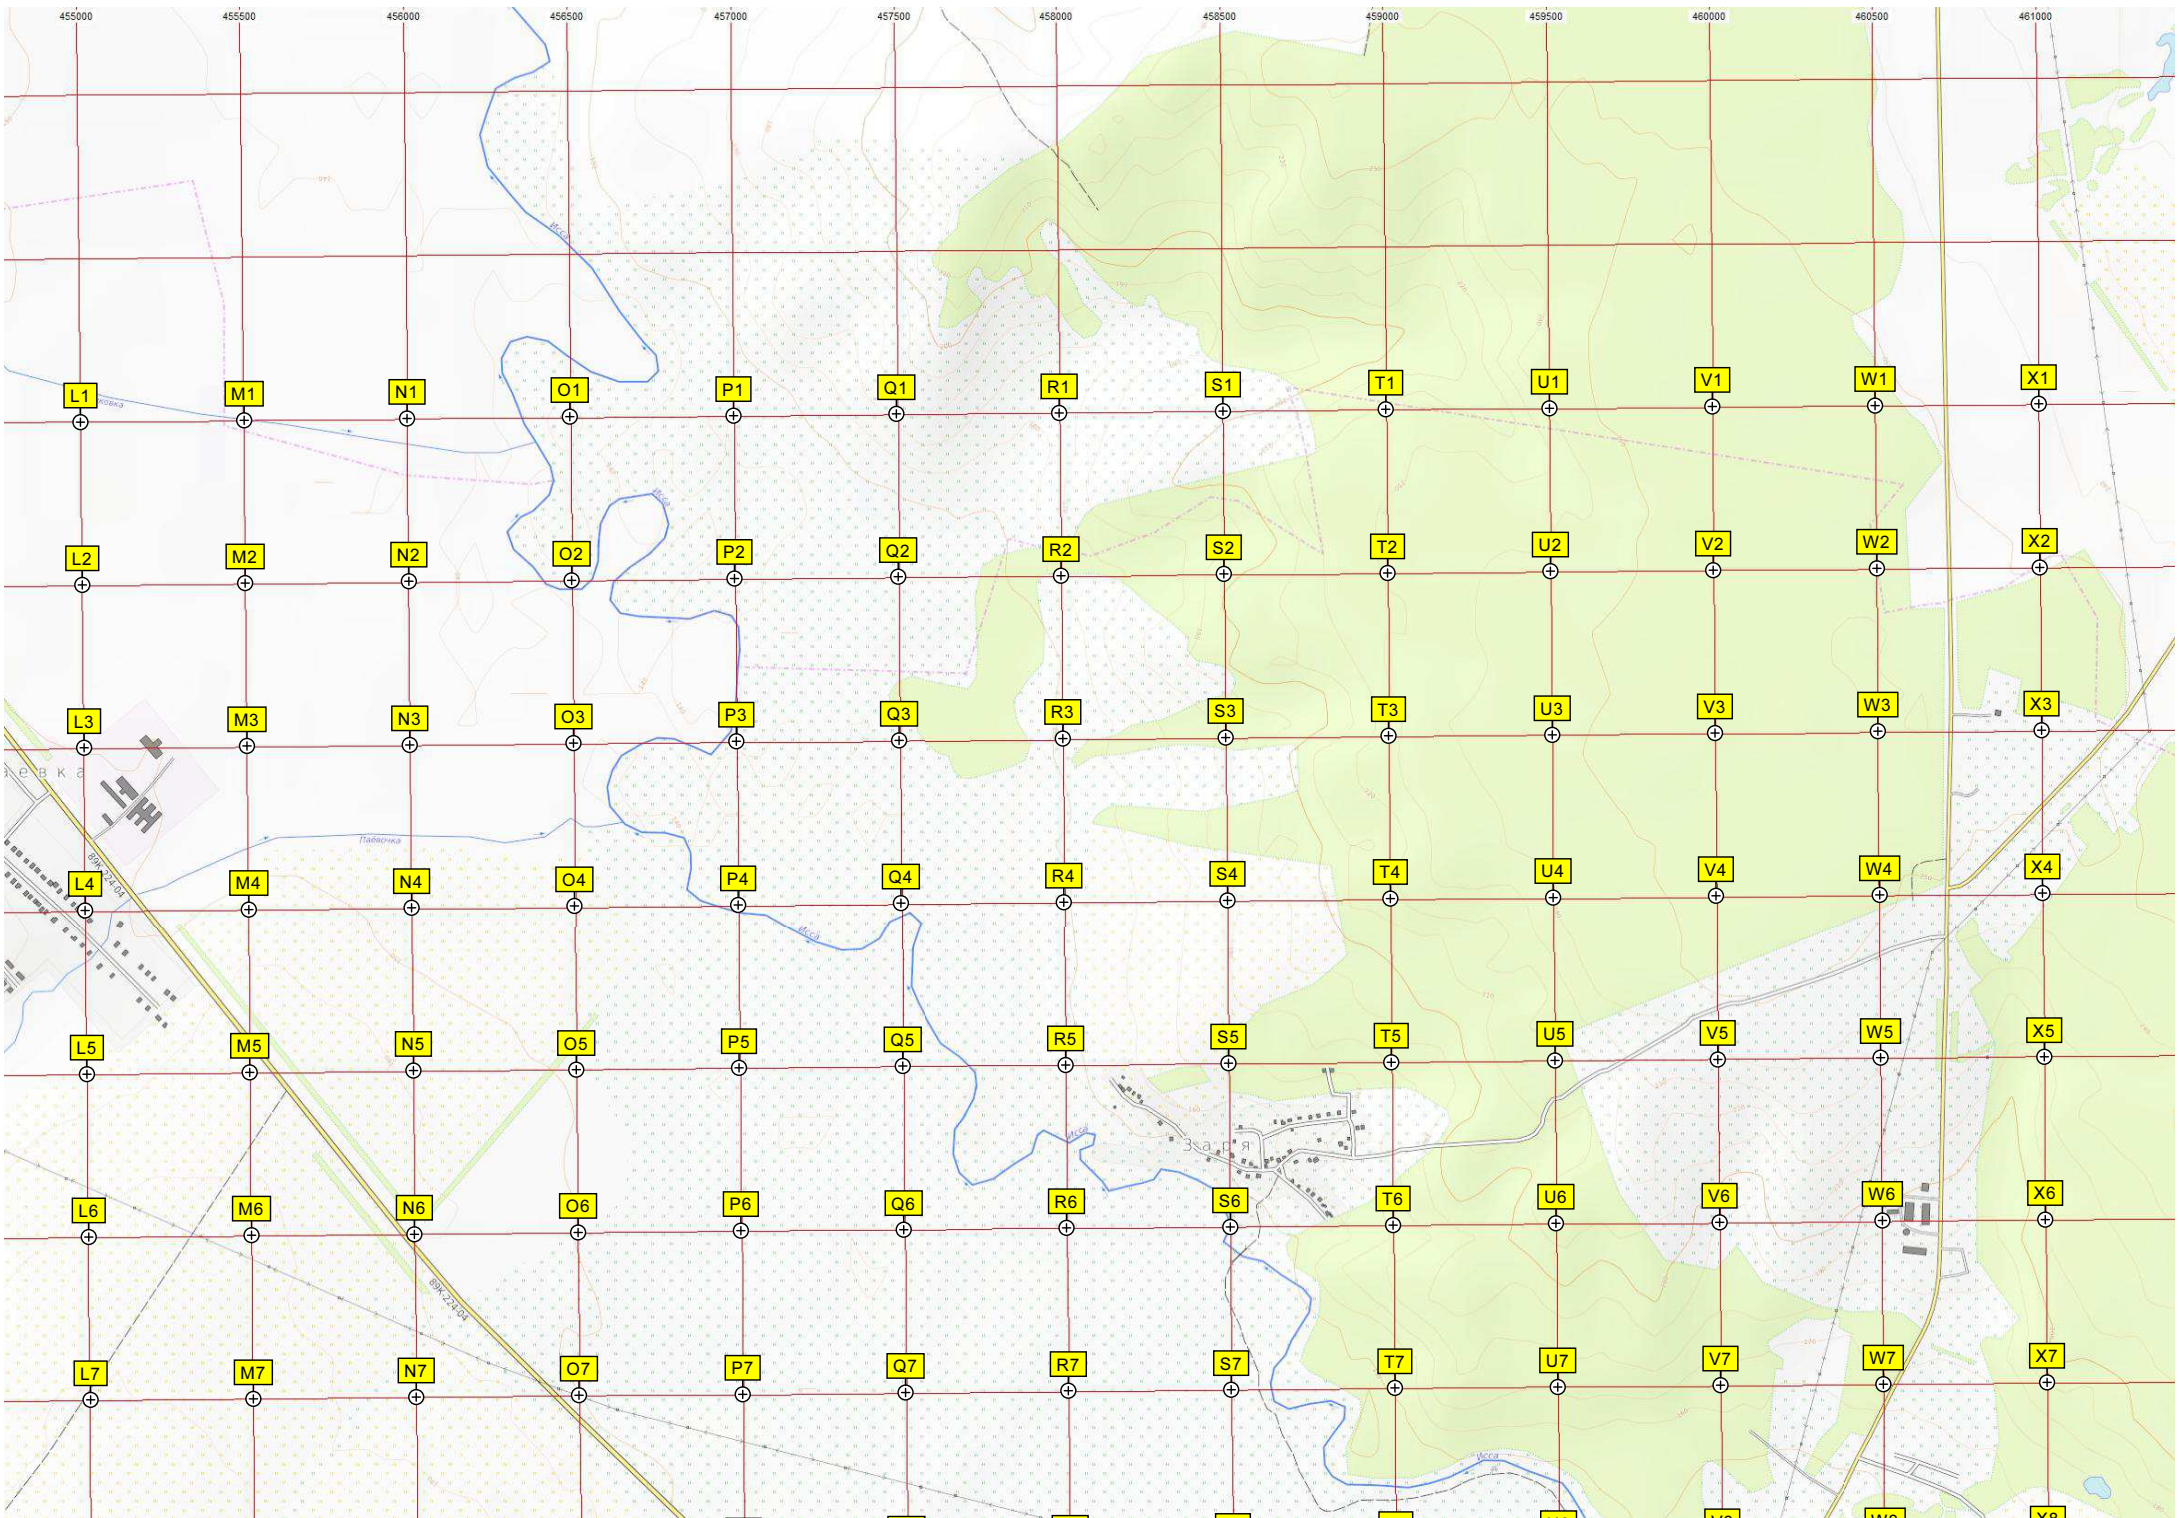 455000 455500 456000 456500 457000 457500 458000 458500 459000 459500 460000 460500 461000
Исса
L1 M1 N1 O1 P1 Q1 R1 S1 T1 U1 V1 W1 X1
Исса
L2 M2 N2 O2 P2 Q2 R2 S2 T2 U2 V2 W2 X2
L3 M3 N3 O3 P3 Q3 R3 S3 T3 U3 V3 W3 X3
аевка
Паёвочка
89К-224-04
L4 M4 N4 O4 P4 Q4 R4 S4 T4 U4 V4 W4 X4
Исса
L5 M5 N5 O5 P5 Q5 R5 S5 T5 U5 V5 W5 X5
Исса
Заря
L6 M6 N6 O6 P6 Q6 R6 S6 T6 U6 V6 W6 X6
89К-224-04
L7 M7 N7 O7 P7 Q7 R7 S7 T7 U7 V7 W7 X7
Исса